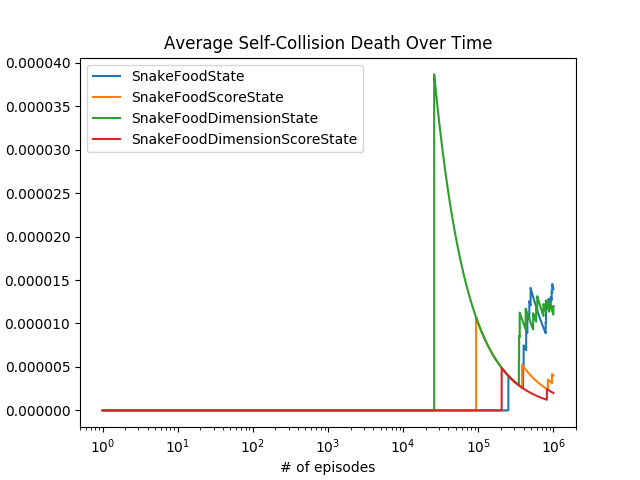 Average Self-Collision Death Over Time
0.000040
0.000035
0.000030
0.000025
0.000020
0.000015
0.000010
0.000005
0.000000
SnakeFoodState
SnakeFoodScoreState
SnakeFoodDimensionState
SnakeFoodDimensionScoreState
10⁰ 10¹ 10² 10³ 10⁴ 10⁵ 10⁶
# of episodes